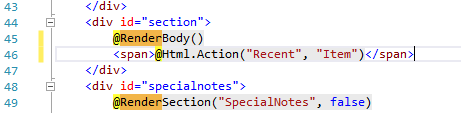 43 </div>
44 <div id="section">
45 @RenderBody()
46 <span>@Html.Action("Recent", "Item")</span>
47 </div>
48 <div id="specialnotes">
49 @RenderSection("SpecialNotes", false)